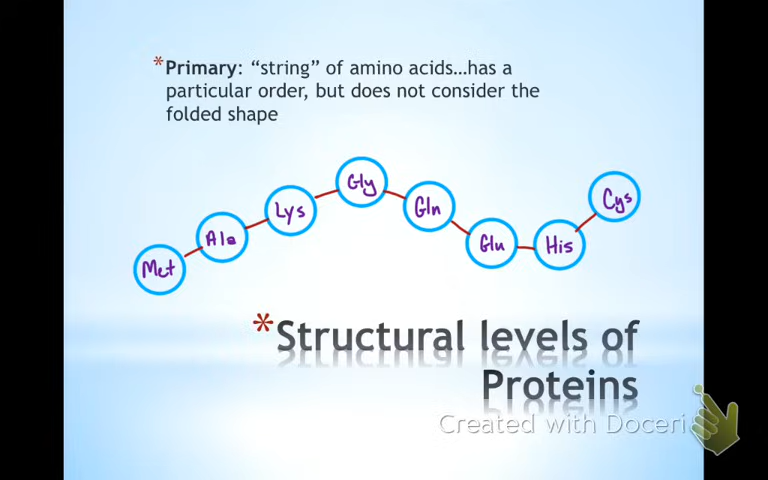 *Primary: “string” of amino acids…has a
particular order, but does not consider the
folded shape
Met
Ala
Lys
Gly
Gln
Glu
His
Cys
*Structural levels of
Proteins
Created with Doceri